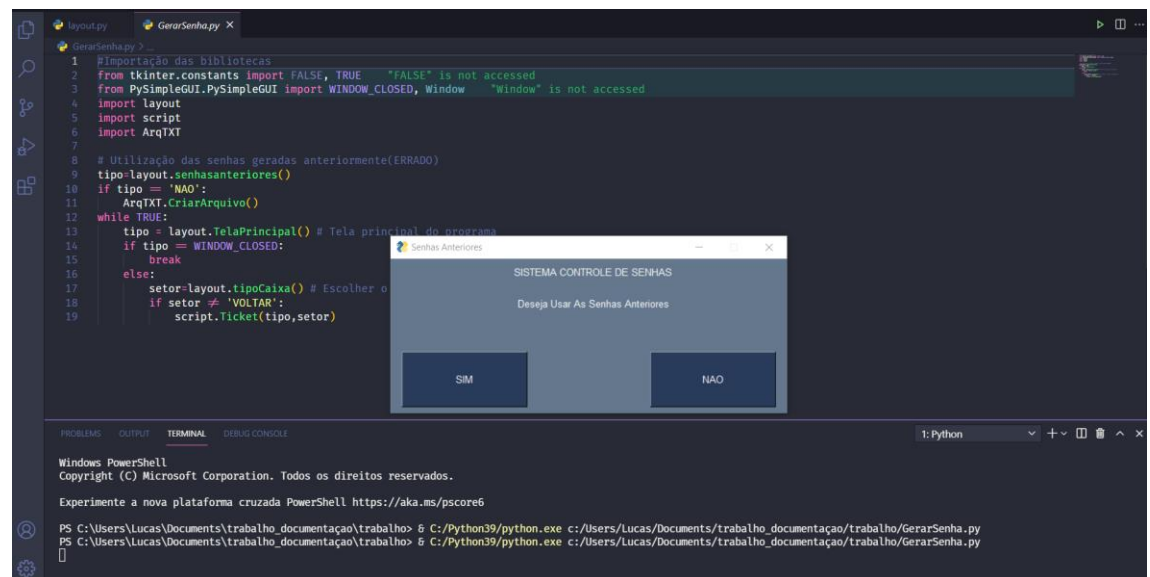 layout.py
GerarSenha.py ×
GerarSenha.py > ...
1 #Importação das bibliotecas
2 from tkinter.constants import FALSE, TRUE "FALSE" is not accessed
3 from PySimpleGUI.PySimpleGUI import WINDOW_CLOSED, Window "Window" is not accessed
4 import layout
5 import script
6 import ArqTXT
7
8 # Utilização das senhas geradas anteriormente(ERRADO)
9 tipo=layout.senhasanteriores()
10 if tipo == 'NAO':
11 ArqTXT.CriarArquivo()
12 while TRUE:
13 tipo = layout.TelaPrincipal() # Tela principal do programa
14 if tipo == WINDOW_CLOSED:
15 break
16 else:
17 setor=layout.tipoCaixa() # Escolher o
18 if setor ≠ 'VOLTAR':
19 script.Ticket(tipo,setor)
Senhas Anteriores
SISTEMA CONTROLE DE SENHAS
Deseja Usar As Senhas Anteriores
SIM
NAO
PROBLEMS OUTPUT TERMINAL DEBUG CONSOLE
1: Python
Windows PowerShell
Copyright (C) Microsoft Corporation. Todos os direitos reservados.
Experimente a nova plataforma cruzada PowerShell https://aka.ms/pscore6
PS C:\Users\Lucas\Documents\trabalho_documentaçao\trabalho> & C:/Python39/python.exe c:/Users/Lucas/Documents/trabalho_documentaçao/trabalho/GerarSenha.py
PS C:\Users\Lucas\Documents\trabalho_documentaçao\trabalho> & C:/Python39/python.exe c:/Users/Lucas/Documents/trabalho_documentaçao/trabalho/GerarSenha.py